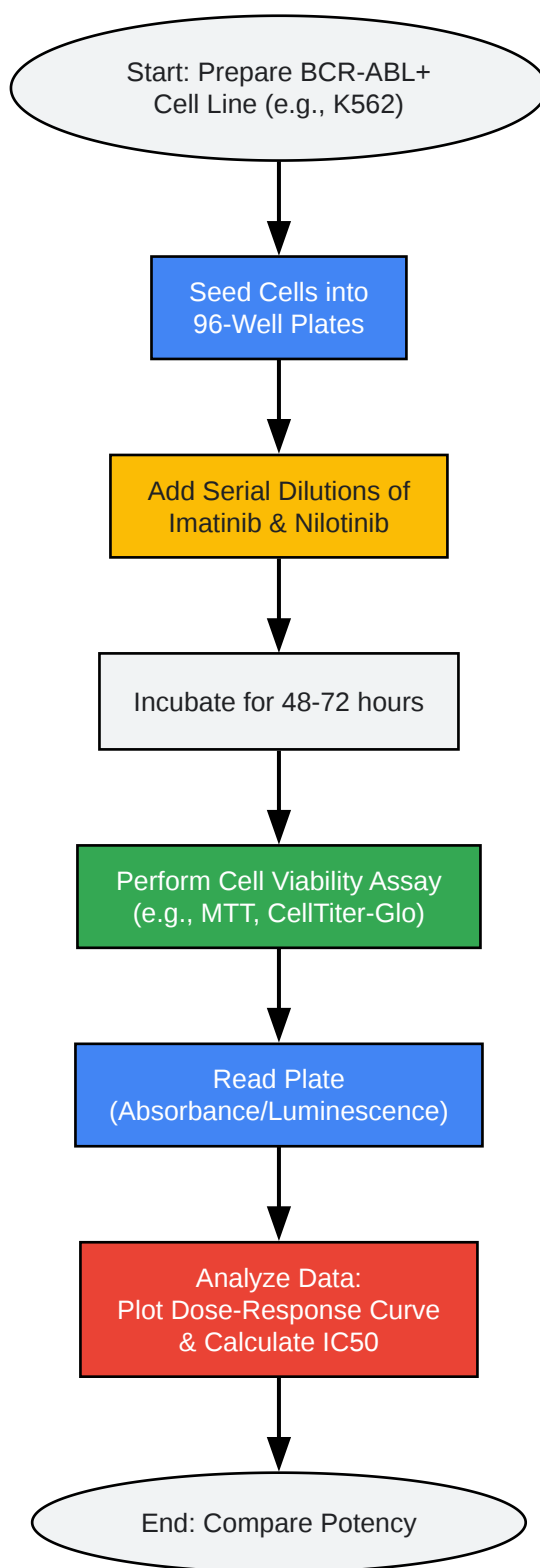 Start: Prepare BCR-ABL+
Cell Line (e.g., K562)
Seed Cells into
96-Well Plates
Add Serial Dilutions of
Imatinib & Nilotinib
Incubate for 48-72 hours
Perform Cell Viability Assay
(e.g., MTT, CellTiter-Glo)
Read Plate
(Absorbance/Luminescence)
Analyze Data:
Plot Dose-Response Curve
& Calculate IC50
End: Compare Potency